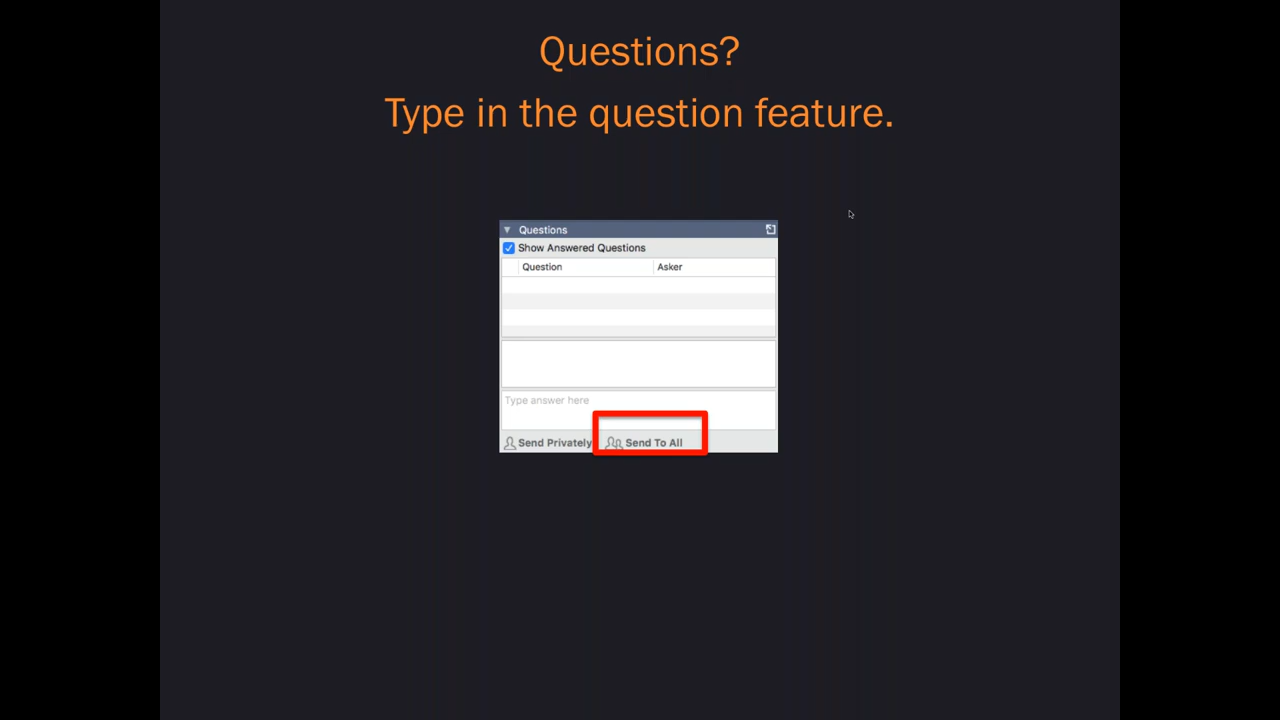 Questions?
Type in the question feature.
Questions
Show Answered Questions
Question Asker
Type answer here
Send Privately Send To All